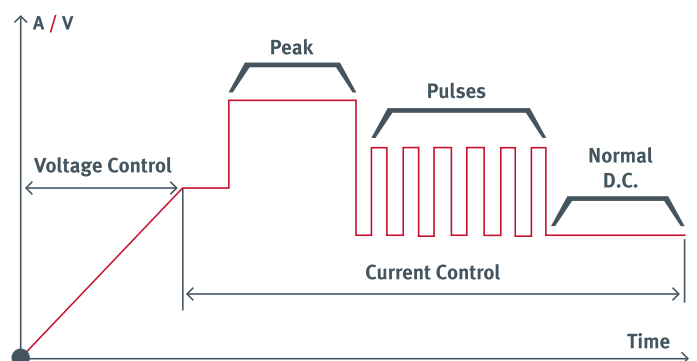 A / V
Peak
Pulses
Voltage Control
Normal
D.C.
Current Control
Time